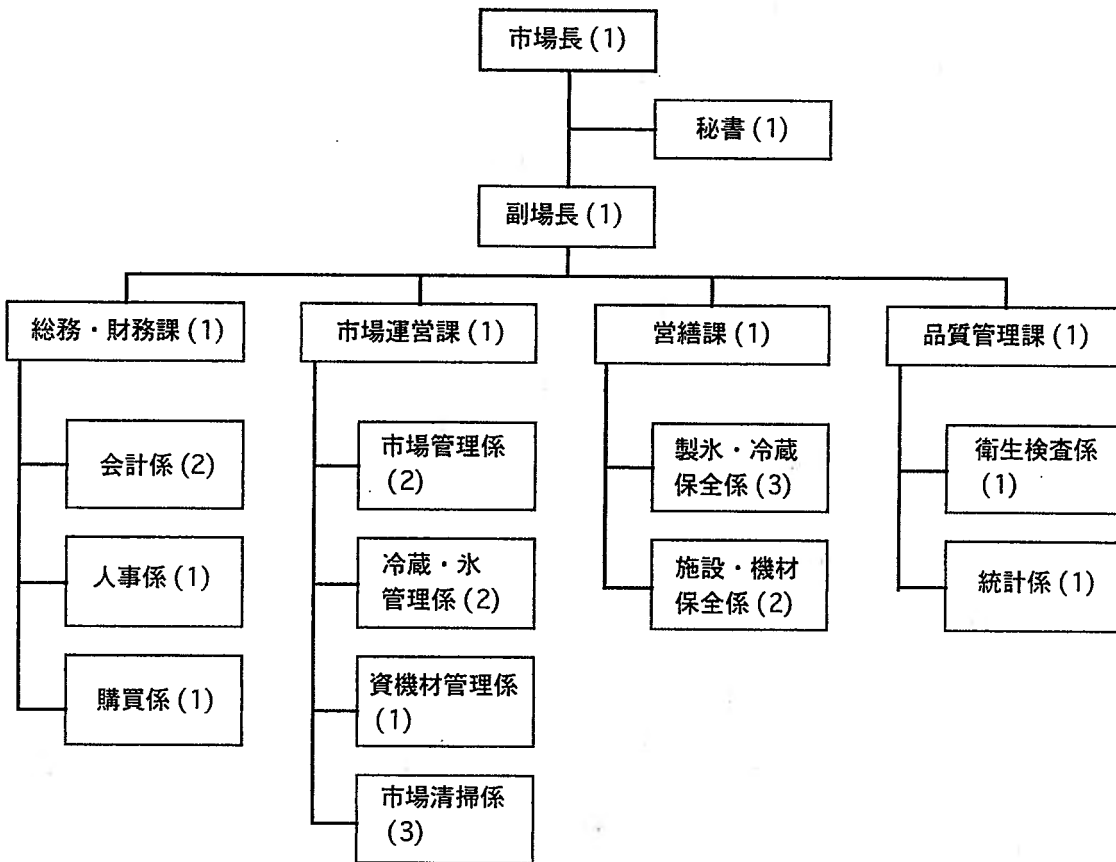 市場長 (1)
秘書 (1)
副場長 (1)
総務・財務課 (1)
会計係 (2)
人事係 (1)
購買係 (1)
市場運営課 (1)
市場管理係
(2)
冷蔵・氷
管理係 (2)
資機材管理係
(1)
市場清掃係
(3)
営繕課 (1)
製氷・冷蔵
保全係 (3)
施設・機材
保全係 (2)
品質管理課 (1)
衛生検査係
(1)
統計係 (1)